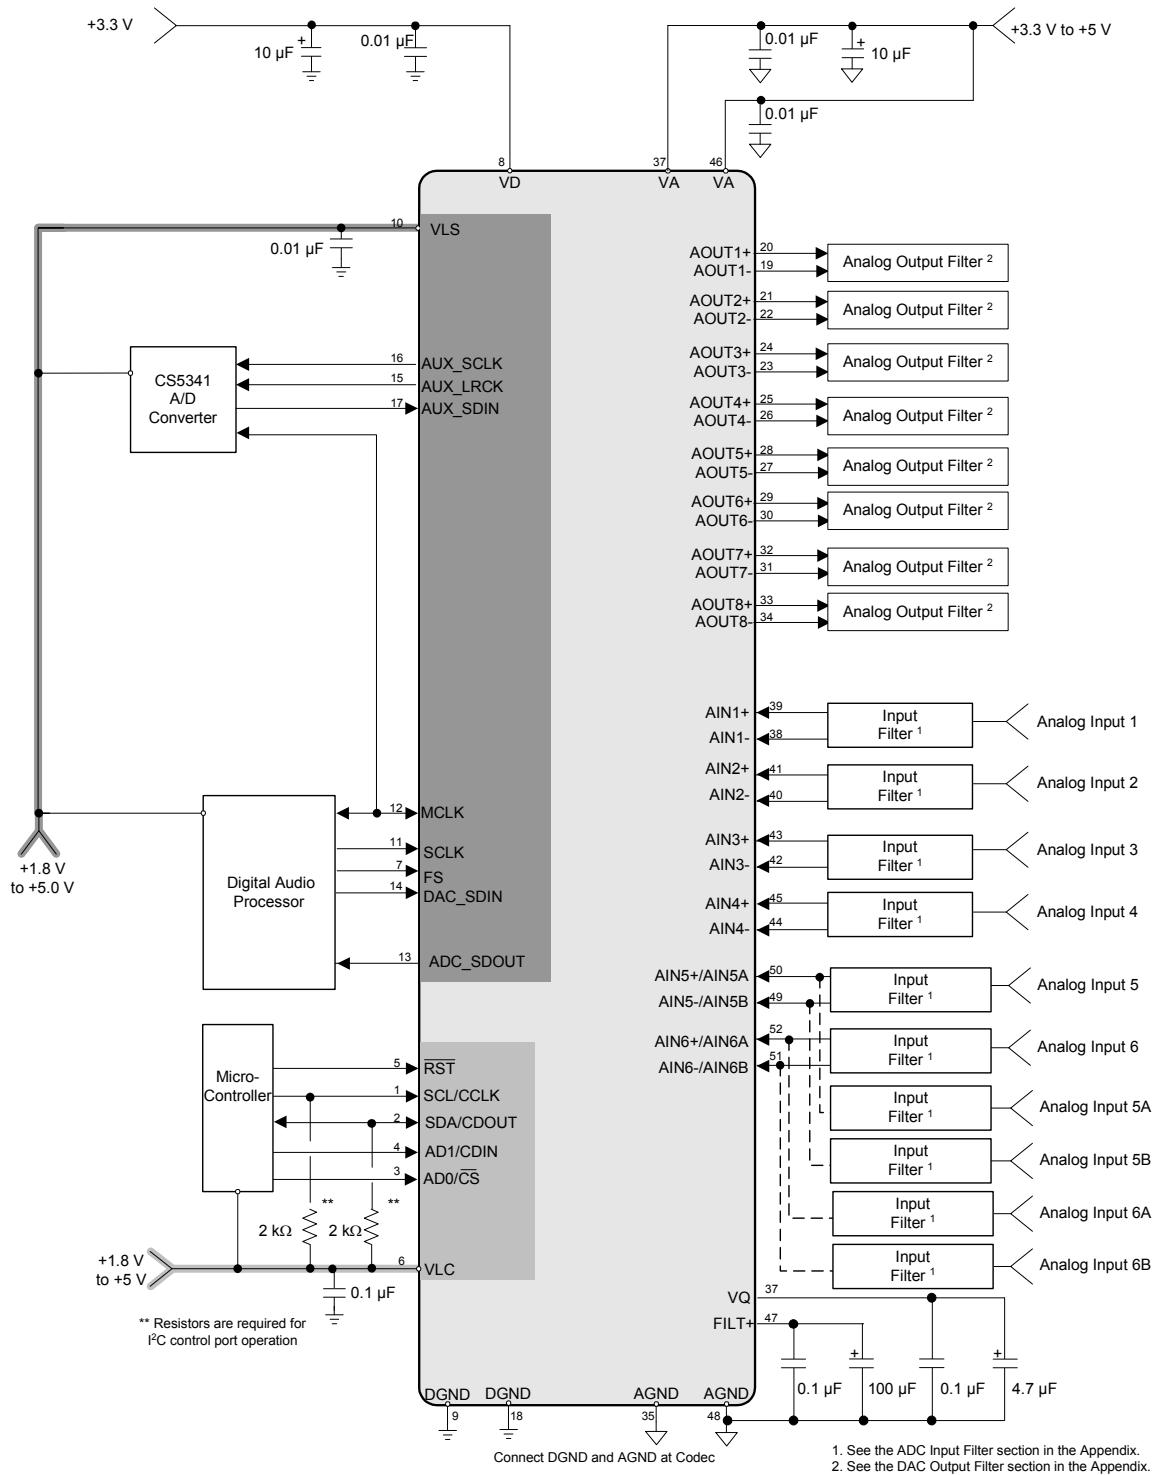 +3.3 V
10 µF
+
0.01 µF
0.01 µF
+
10 µF
+3.3 V to +5 V
0.01 µF
8
37
46
VD
VA
VA
10
VLS
0.01 µF
AOUT1+
20
AOUT1-
19
Analog Output Filter ²
AOUT2+
21
AOUT2-
22
Analog Output Filter ²
AOUT3+
24
AOUT3-
23
Analog Output Filter ²
AOUT4+
25
AOUT4-
26
Analog Output Filter ²
AOUT5+
28
AOUT5-
27
Analog Output Filter ²
AOUT6+
29
AOUT6-
30
Analog Output Filter ²
AOUT7+
32
AOUT7-
31
Analog Output Filter ²
AOUT8+
33
AOUT8-
34
Analog Output Filter ²
CS5341
A/D
Converter
16
AUX_SCLK
15
AUX_LRCK
17
AUX_SDIN
12
MCLK
11
SCLK
7
FS
14
DAC_SDIN
13
ADC_SDOUT
Digital Audio
Processor
+1.8 V
to +5.0 V
AIN1+
39
AIN1-
38
Input
Filter ¹
Analog Input 1
AIN2+
41
AIN2-
40
Input
Filter ¹
Analog Input 2
AIN3+
43
AIN3-
42
Input
Filter ¹
Analog Input 3
AIN4+
45
AIN4-
44
Input
Filter ¹
Analog Input 4
AIN5+/AIN5A
50
AIN5-/AIN5B
49
Input
Filter ¹
Analog Input 5
AIN6+/AIN6A
52
AIN6-/AIN6B
51
Input
Filter ¹
Analog Input 6
Input
Filter ¹
Analog Input 5A
Input
Filter ¹
Analog Input 5B
Input
Filter ¹
Analog Input 6A
Input
Filter ¹
Analog Input 6B
Micro-
Controller
5
RST
1
SCL/CCLK
2
SDA/CDOUT
4
AD1/CDIN
3
AD0/CS
**
**
2 kΩ
2 kΩ
+1.8 V
to +5 V
6
VLC
0.1 µF
** Resistors are required for
I²C control port operation
VQ
37
FILT+
47
0.1 µF
+
100 µF
0.1 µF
+
4.7 µF
DGND
DGND
AGND
AGND
9
18
35
48
Connect DGND and AGND at Codec
1. See the ADC Input Filter section in the Appendix.
2. See the DAC Output Filter section in the Appendix.